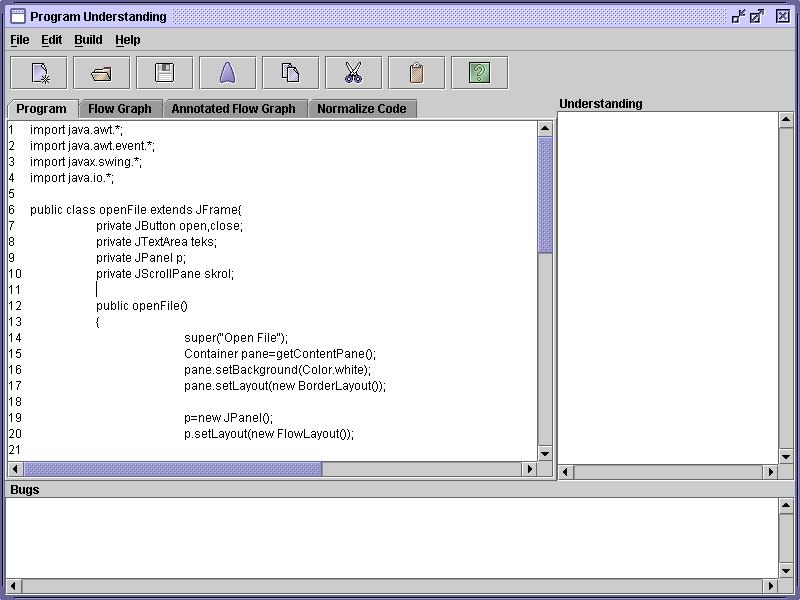 Program Understanding
File Edit Build Help
Program Flow Graph Annotated Flow Graph Normalize Code
Understanding
1 import java.awt.*;
2 import java.awt.event.*;
3 import javax.swing.*;
4 import java.io.*;
5
6 public class openFile extends JFrame{
7 private JButton open,close;
8 private JTextArea teks;
9 private JPanel p;
10 private JScrollPane skrol;
11
12 public openFile()
13 {
14 super("Open File");
15 Container pane=getContentPane();
16 pane.setBackground(Color.white);
17 pane.setLayout(new BorderLayout());
18
19 p=new JPanel();
20 p.setLayout(new FlowLayout());
21
Bugs